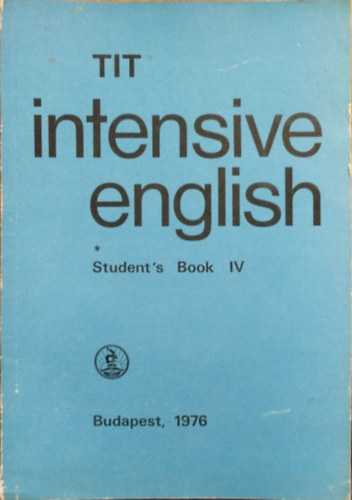 TIT
intensive
english
*
Student's Book IV
Budapest, 1976